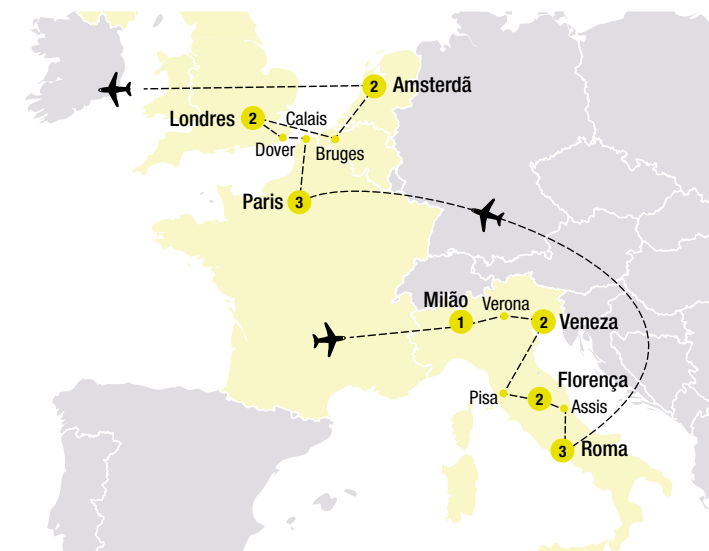 2 Amsterdã
Londres 2
Calais
Dover
Bruges
Paris 3
Milão
1
Verona
2 Veneza
Florença
2
Pisa
Assis
3 Roma